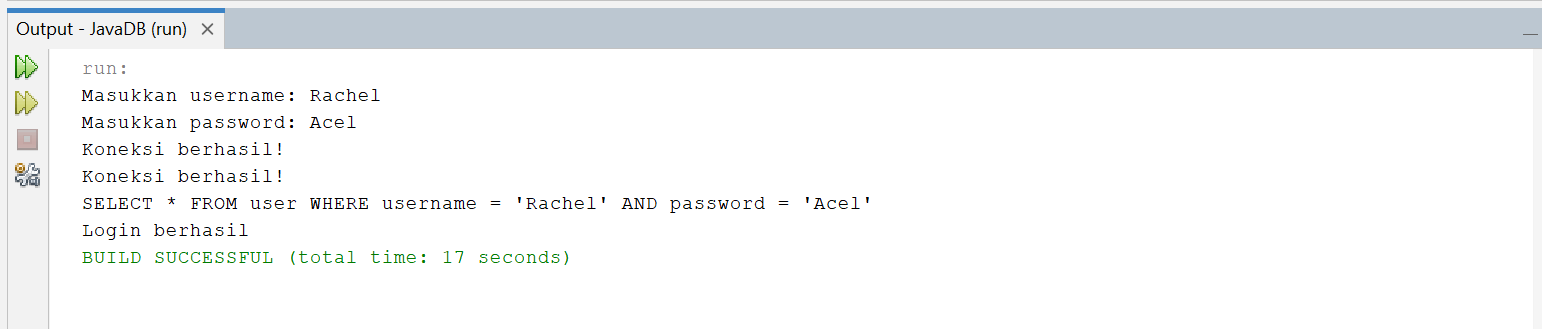 Output - JavaDB (run)
run:
Masukkan username: Rachel
Masukkan password: Acel
Koneksi berhasil!
Koneksi berhasil!
SELECT * FROM user WHERE username = 'Rachel' AND password = 'Acel'
Login berhasil
BUILD SUCCESSFUL (total time: 17 seconds)